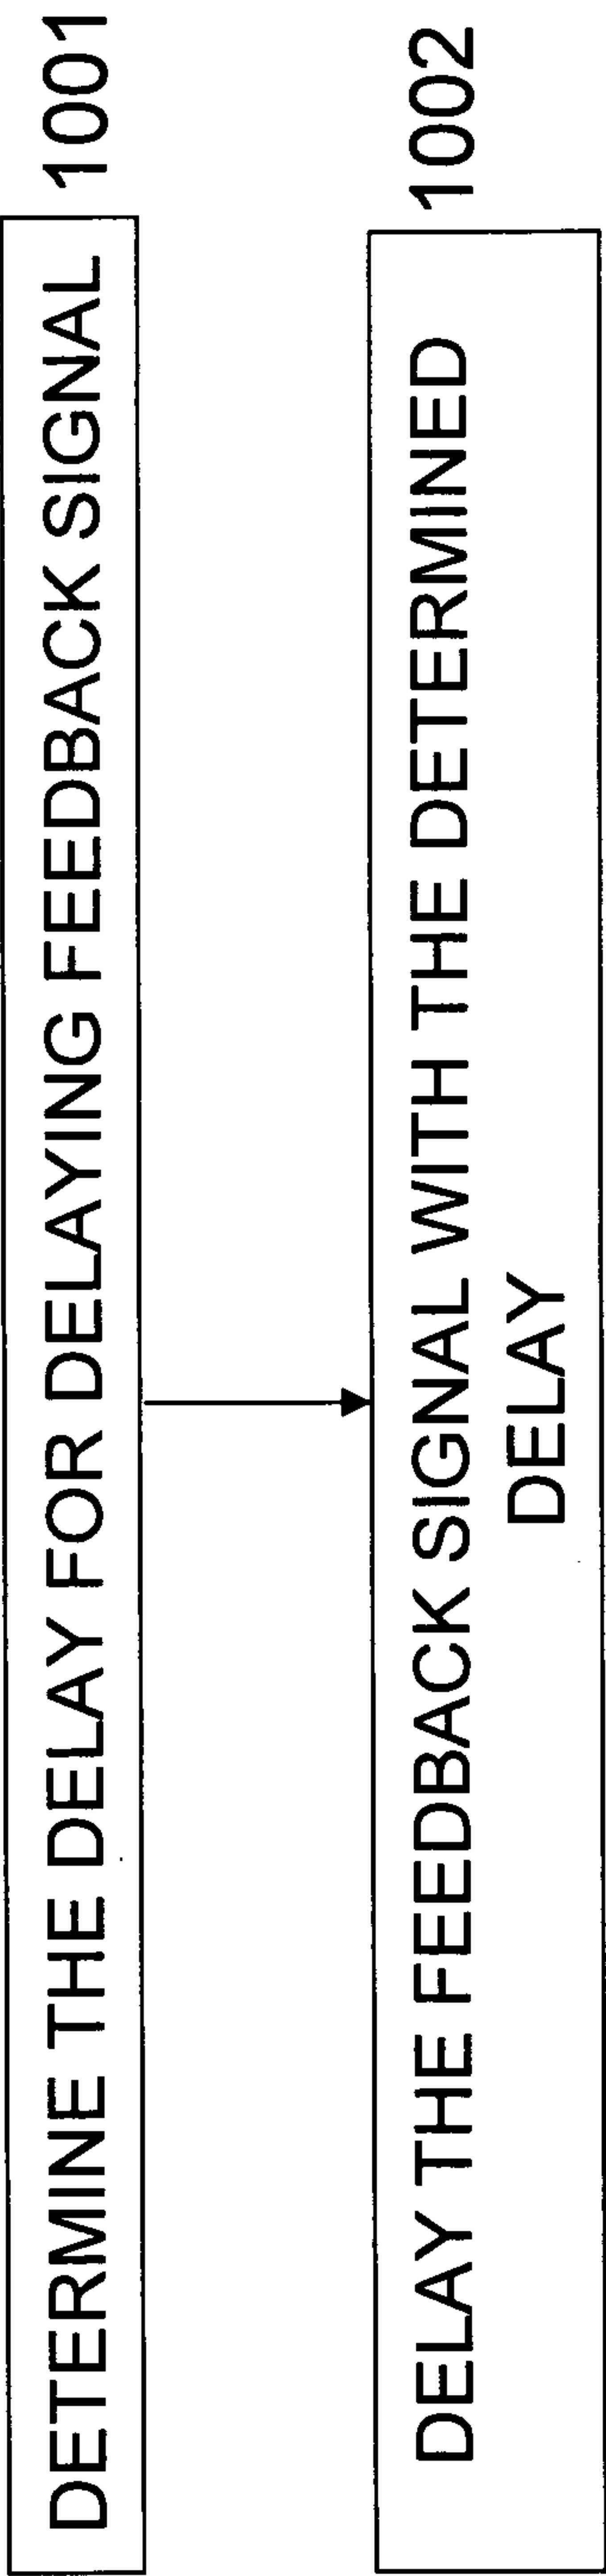 DETERMINE THE DELAY FOR DELAYING FEEDBACK SIGNAL 1001
DELAY THE FEEDBACK SIGNAL WITH THE DETERMINED 1002
DELAY